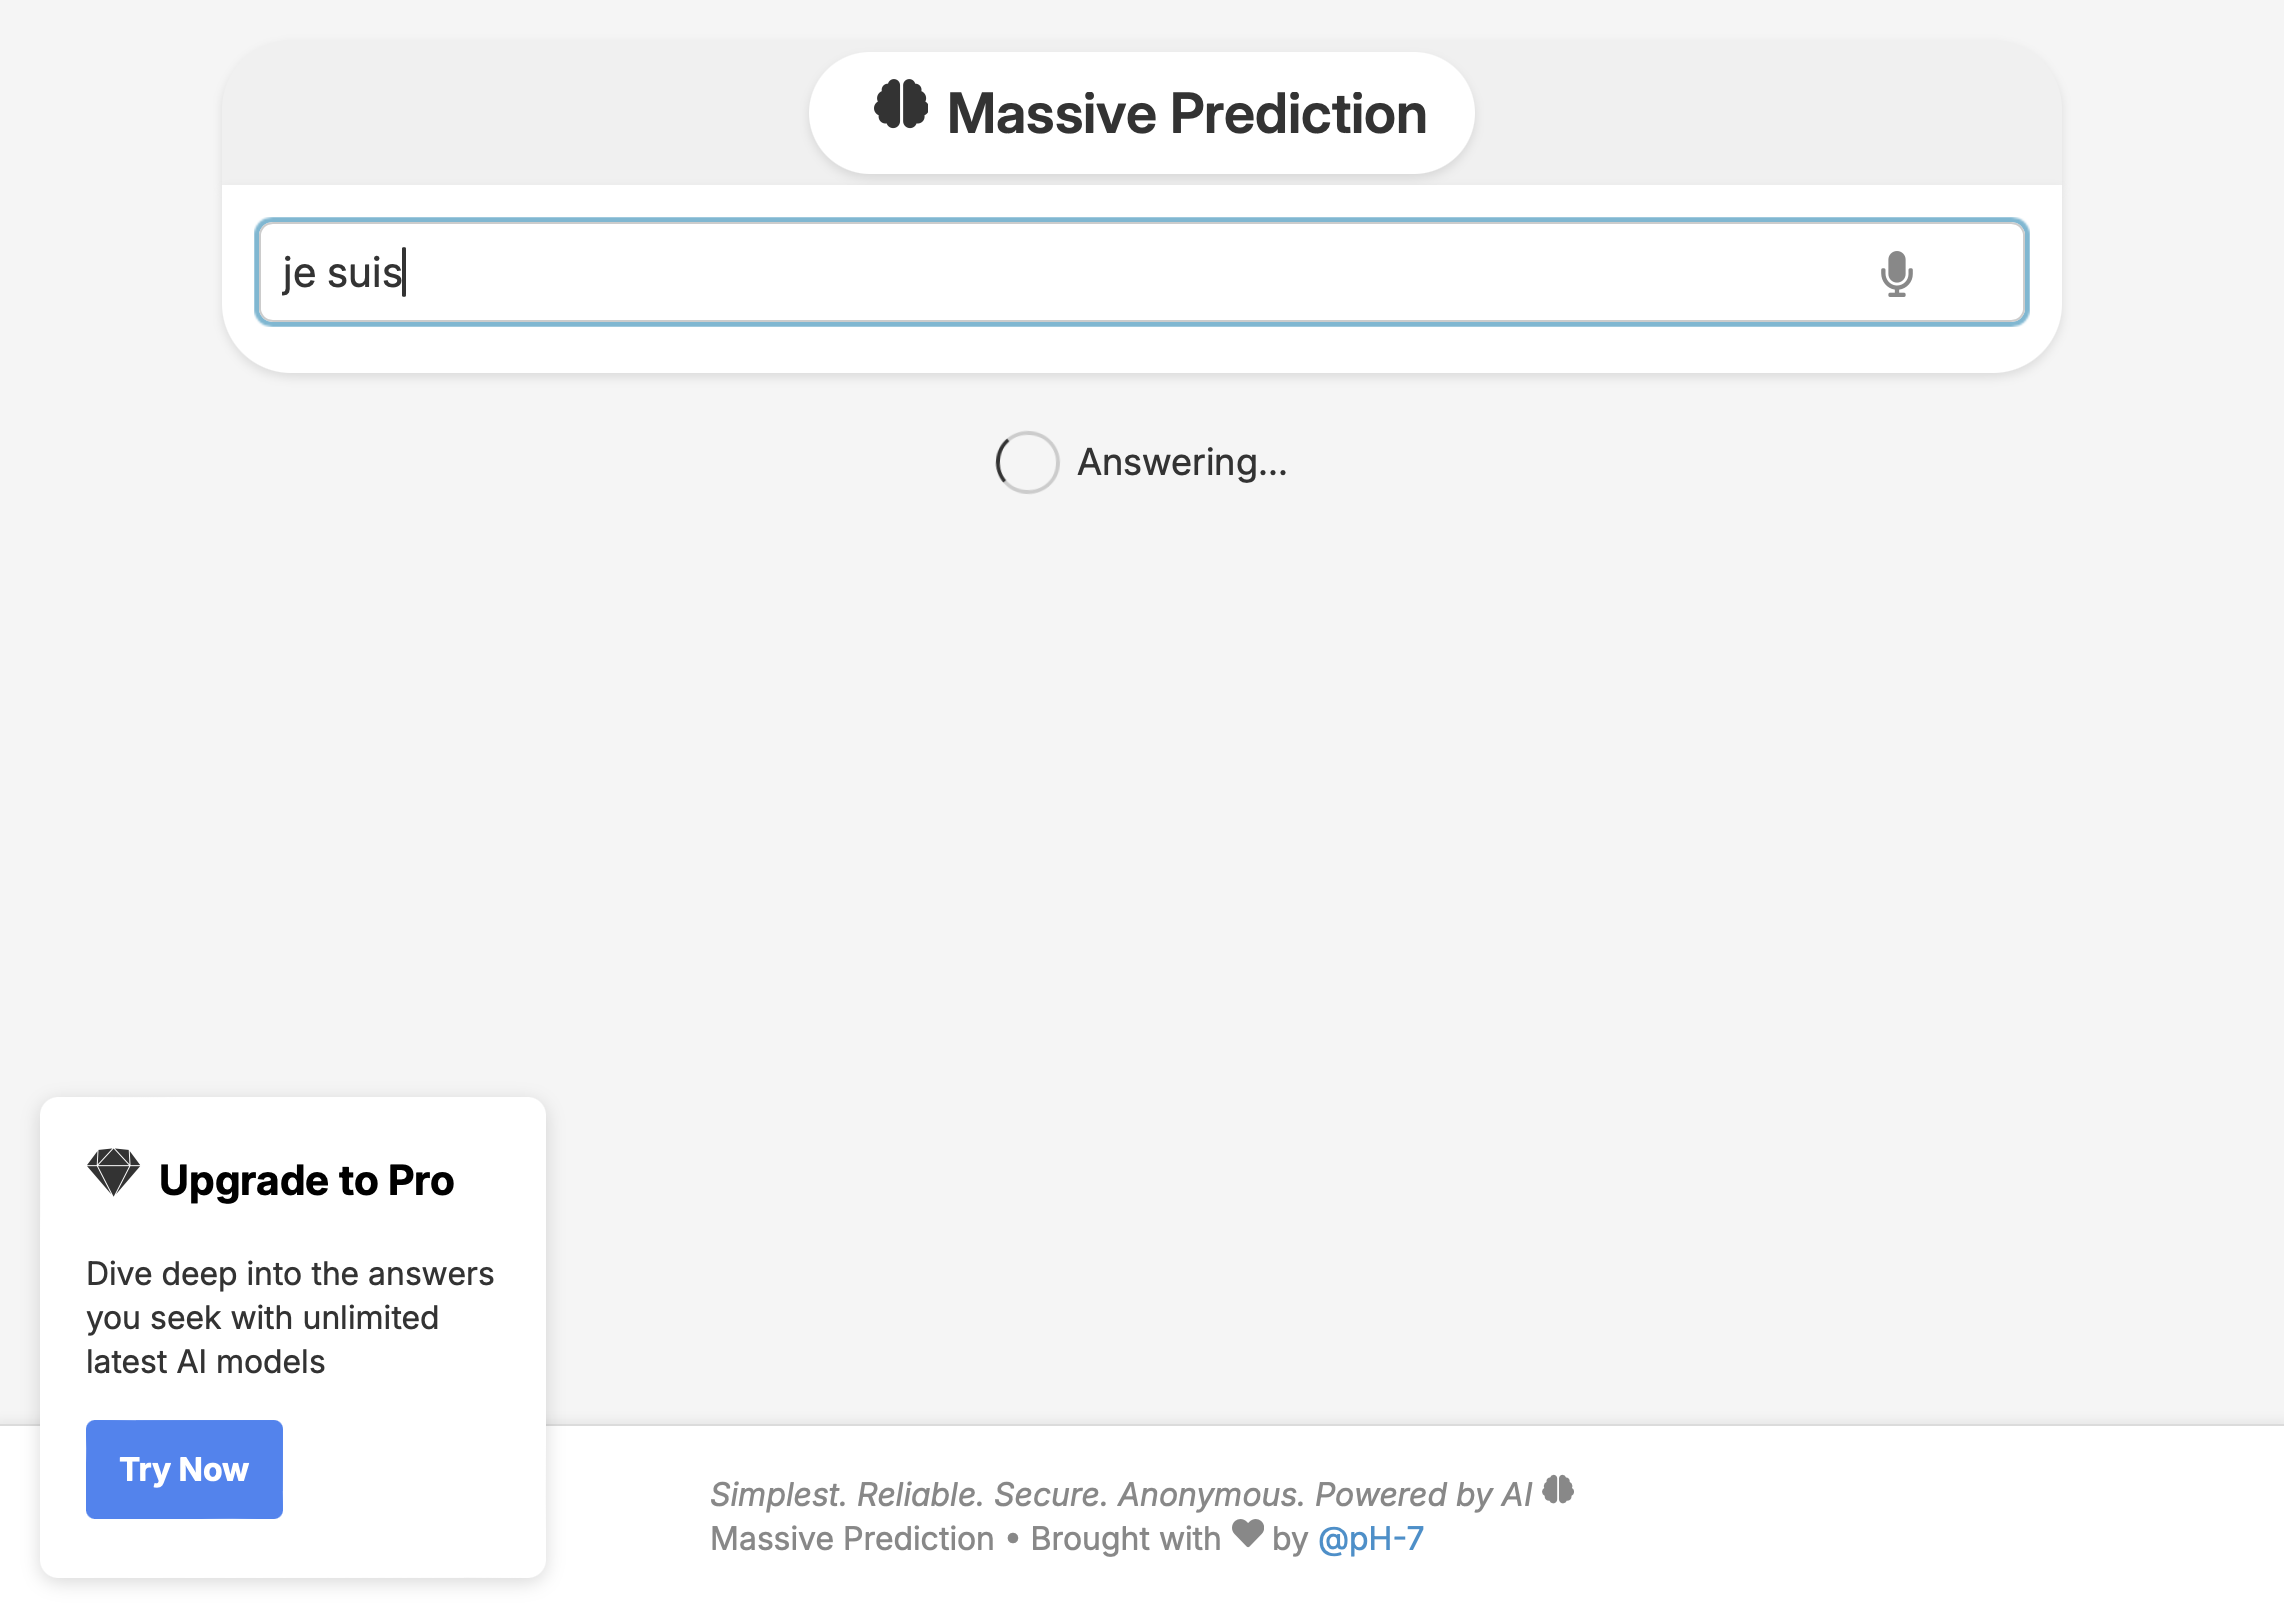 Massive Prediction
je suis
Answering...
Upgrade to Pro
Dive deep into the answers
you seek with unlimited
latest AI models
Try Now
Simplest. Reliable. Secure. Anonymous. Powered by AI
Massive Prediction • Brought with by @pH-7